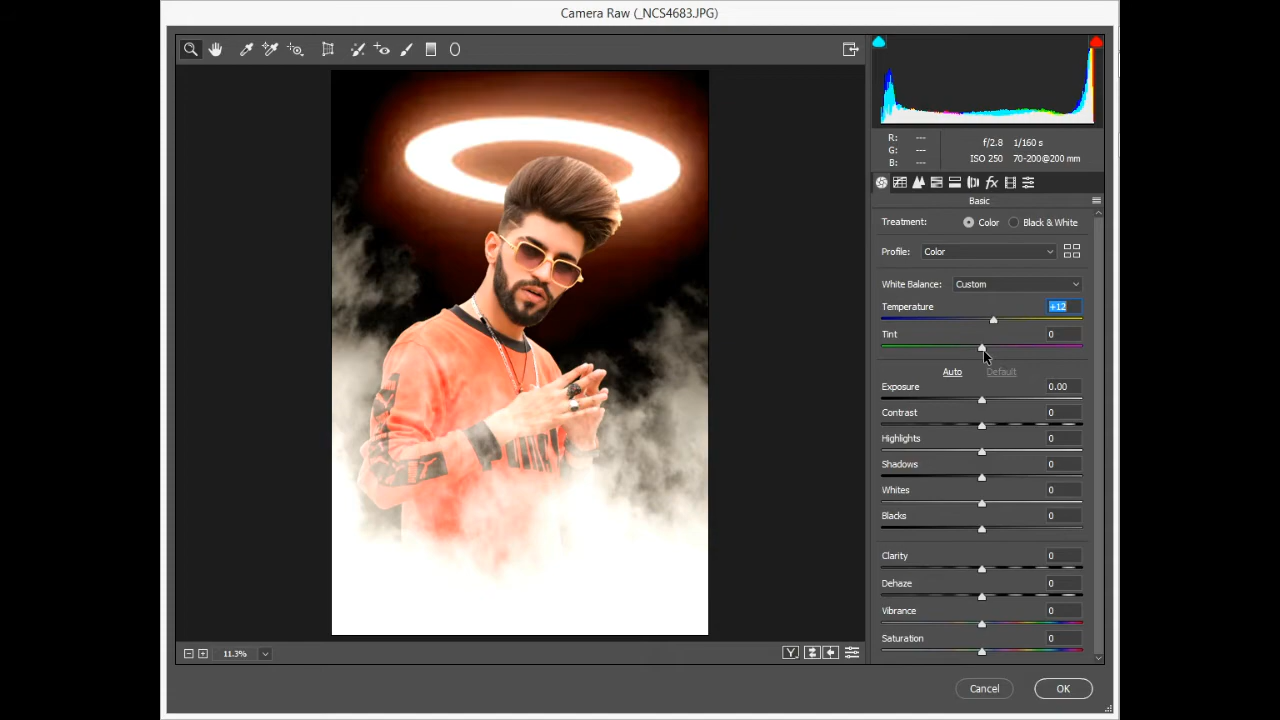 Camera Raw (_NCS4683.JPG)
R: ---
G: ---
B: ---
f/2.8 1/160 s
ISO 250 70-200@200 mm
fx
Basic
Treatment: Color Black & White
Profile: Color
White Balance: Custom
Temperature +12
Tint 0
Auto Default
Exposure 0.00
Contrast 0
Highlights 0
Shadows 0
Whites 0
Blacks 0
Clarity 0
Dehaze 0
Vibrance 0
Saturation 0
11.3%
Y
Cancel OK